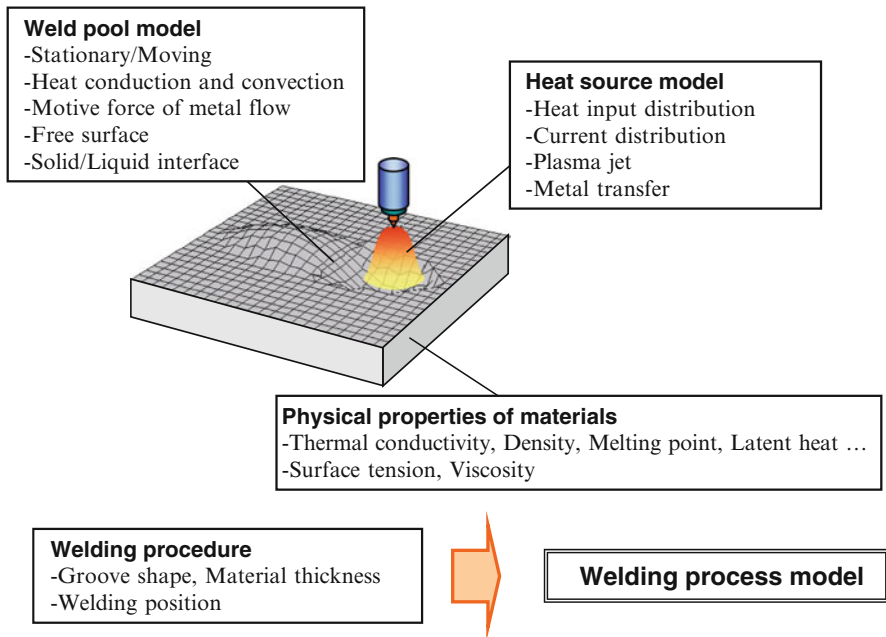 Weld pool model
-Stationary/Moving
-Heat conduction and convection
-Motive force of metal flow
-Free surface
-Solid/Liquid interface
Heat source model
-Heat input distribution
-Current distribution
-Plasma jet
-Metal transfer
Physical properties of materials
-Thermal conductivity, Density, Melting point, Latent heat …
-Surface tension, Viscosity
Welding procedure
-Groove shape, Material thickness
-Welding position
Welding process model